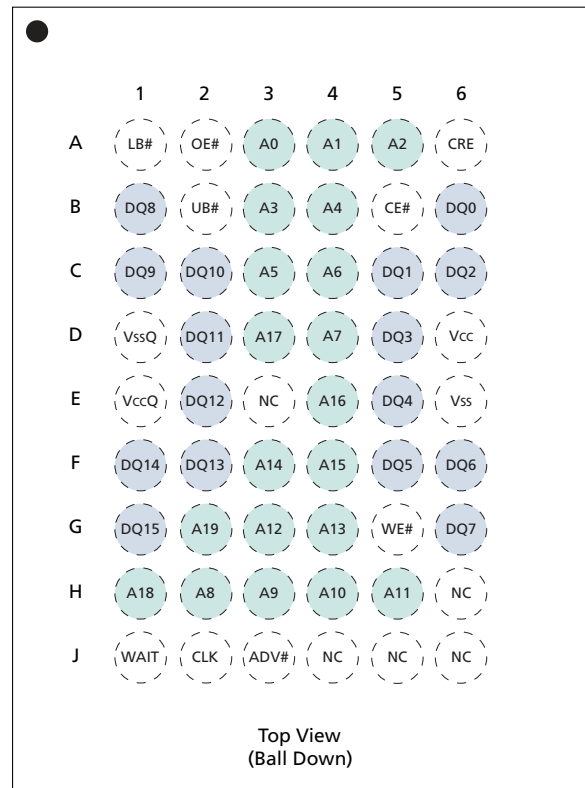 1 2 3 4 5 6
A LB# OE# A0 A1 A2 CRE
B DQ8 UB# A3 A4 CE# DQ0
C DQ9 DQ10 A5 A6 DQ1 DQ2
D VssQ DQ11 A17 A7 DQ3 Vcc
E VccQ DQ12 NC A16 DQ4 Vss
F DQ14 DQ13 A14 A15 DQ5 DQ6
G DQ15 A19 A12 A13 WE# DQ7
H A18 A8 A9 A10 A11 NC
J WAIT CLK ADV# NC NC NC
Top View
(Ball Down)